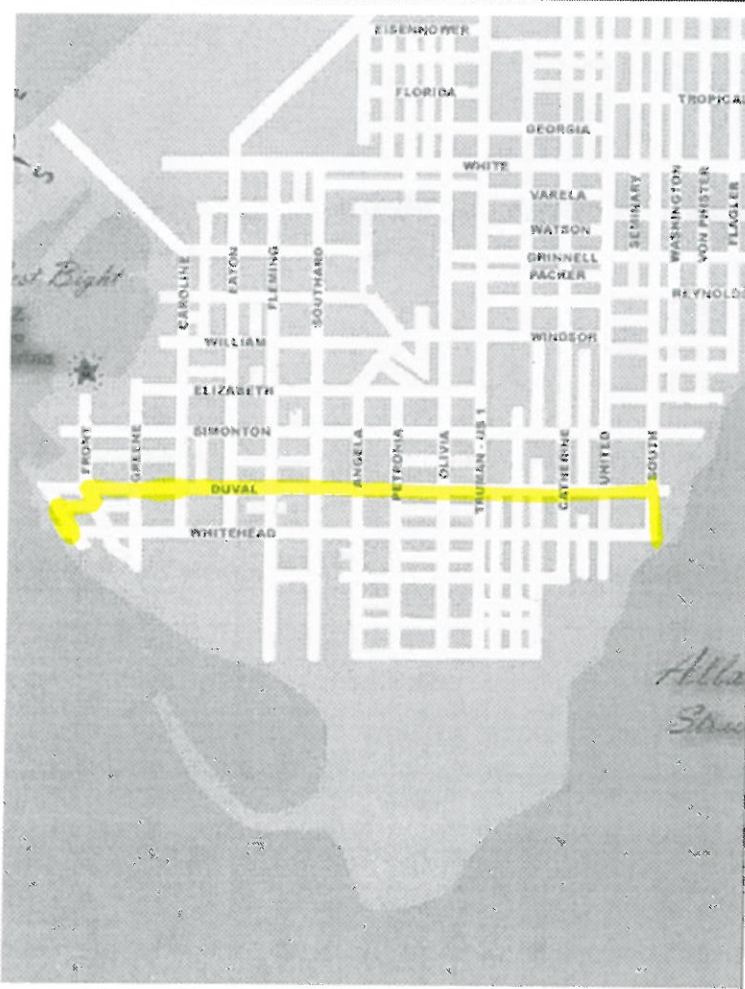 EISENHOWER
FLORIDA
TROPICAL
GEORGIA
WHITE
VARELA
WATSON
GRINNELL
PACKER
SEMINARY
WASHINGTON
VON PHISTER
FLAGLER
REYNOLDS
CAROLINE
EATON
FLEMING
SOUTHARD
Bight
WILLIAM
WINDSOR
ELIZABETH
SIMONTON
FRONT
GREENE
ANGELA
PETRONIA
OLIVIA
TRUMAN - US 1
CATHERINE
UNITED
SOUTH
DUVAL
WHITEHEAD